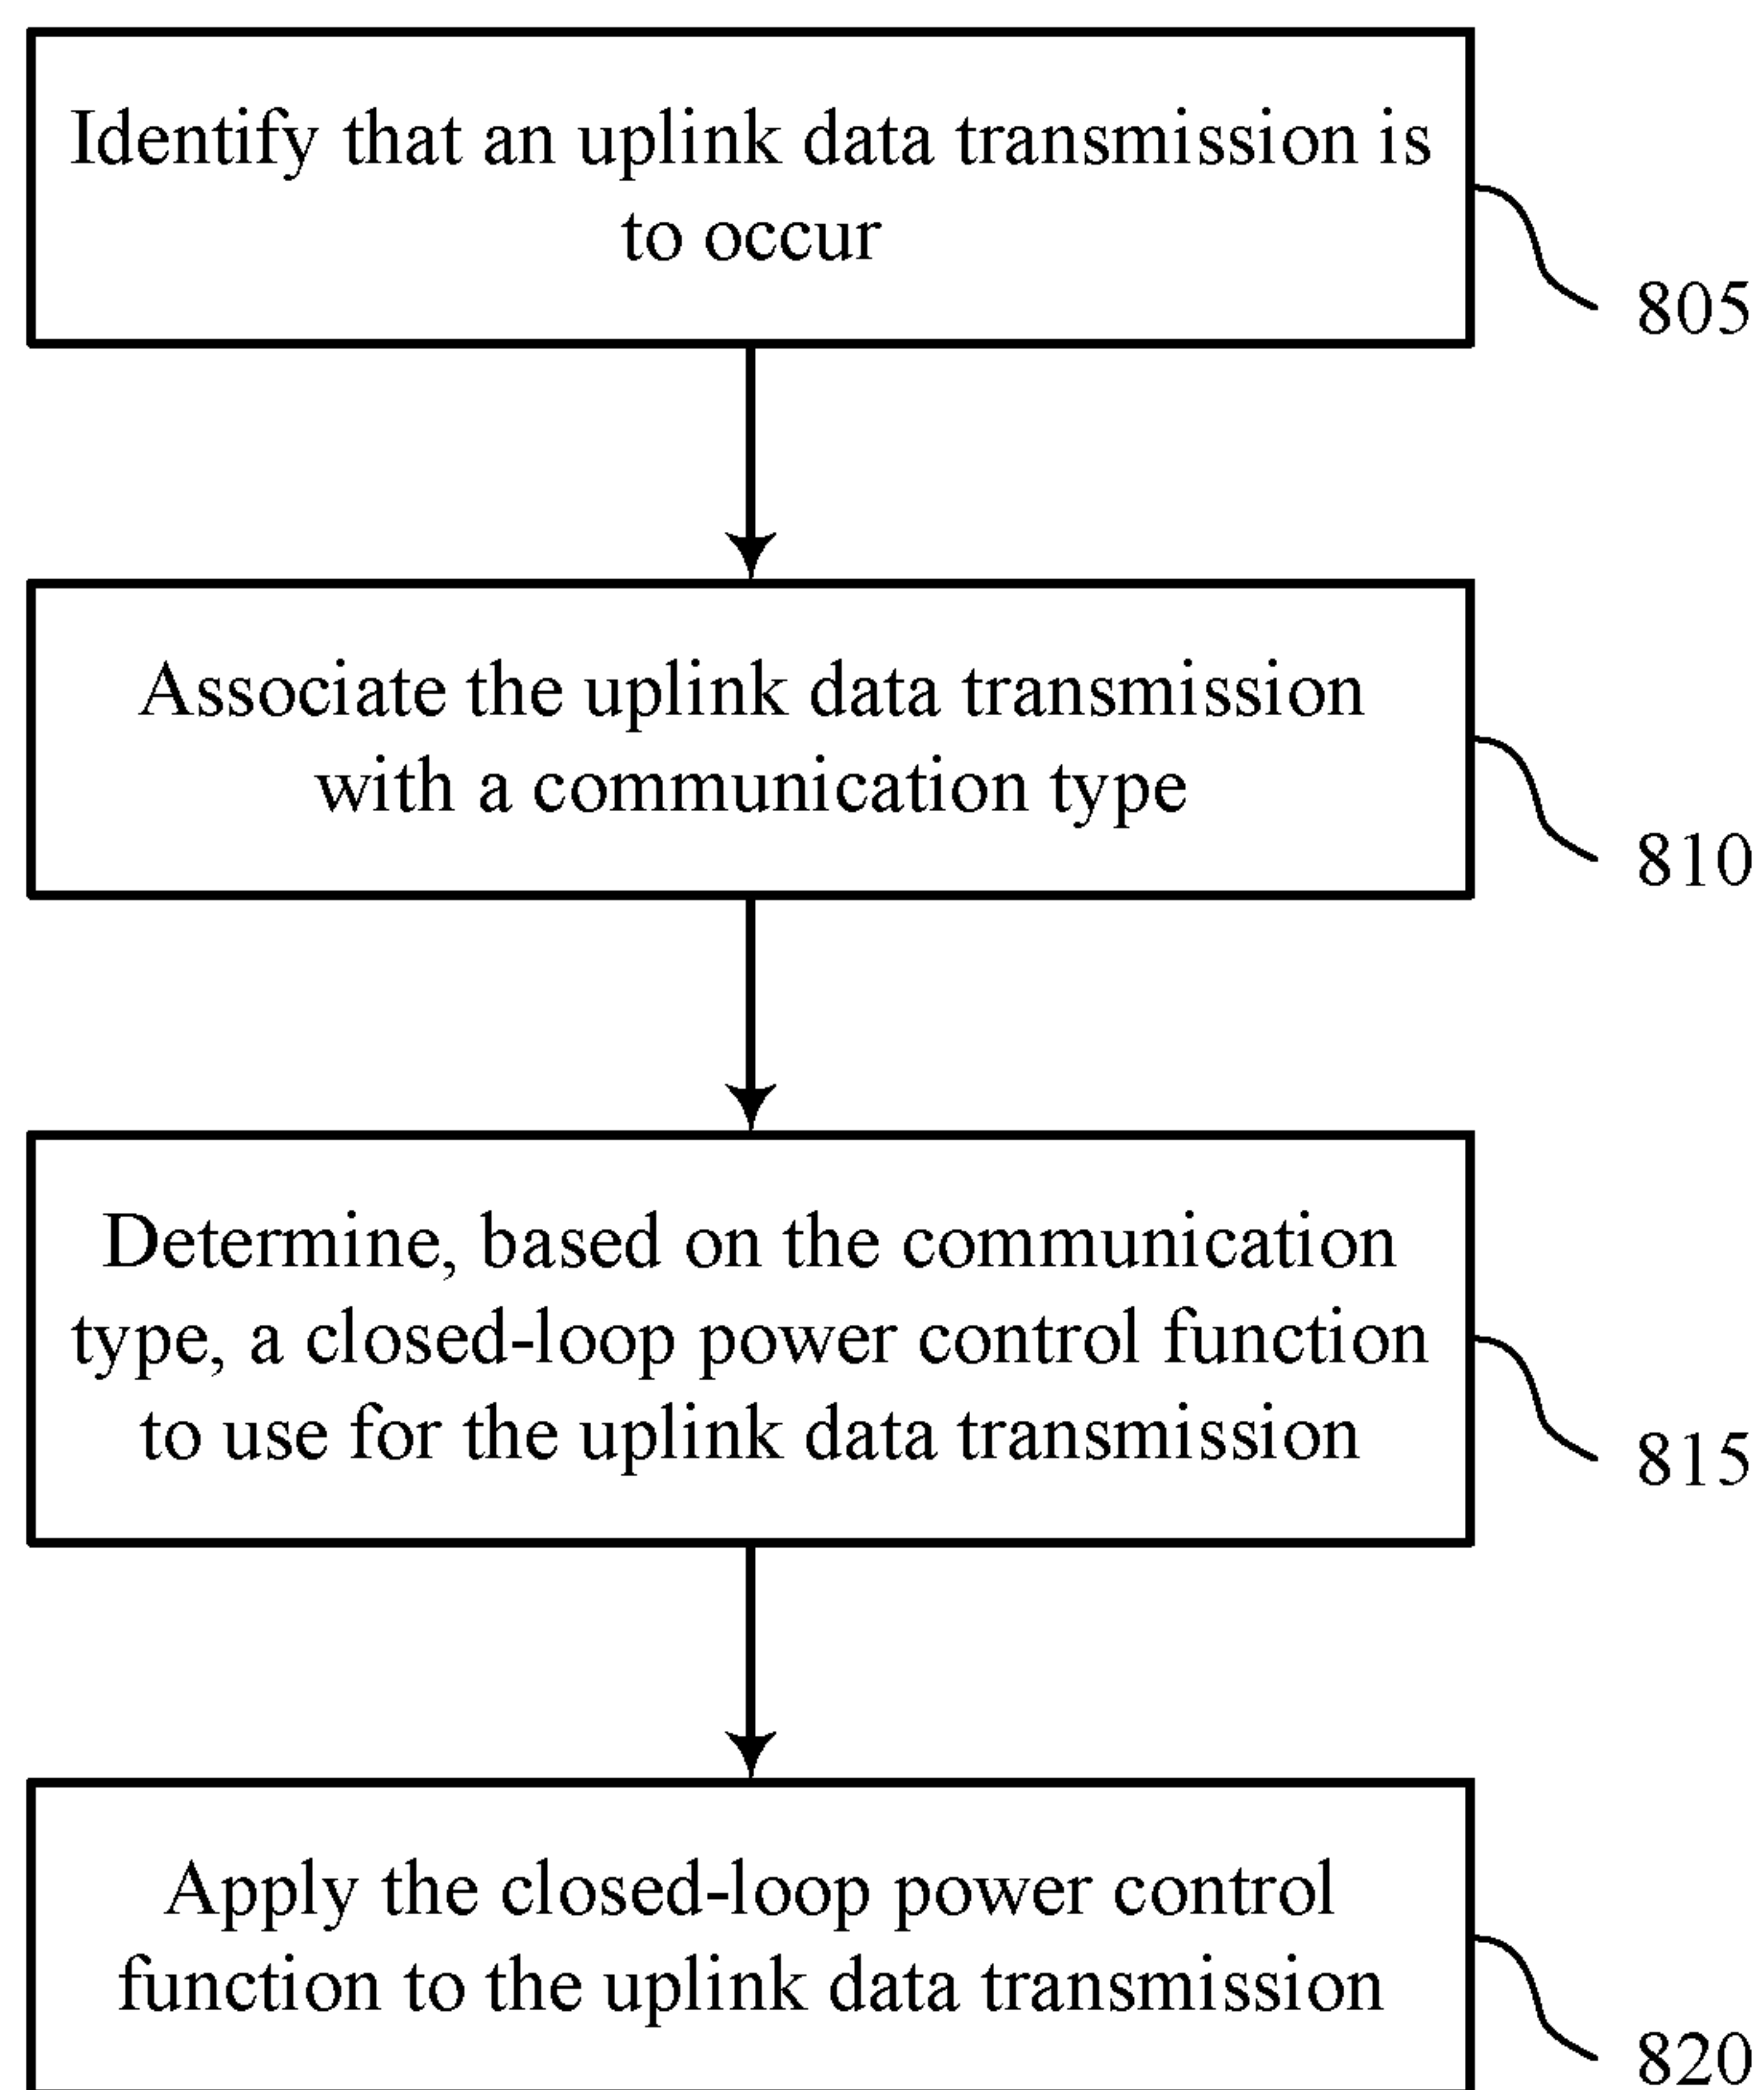 Identify that an uplink data transmission is
to occur
805
Associate the uplink data transmission
with a communication type
810
Determine, based on the communication
type, a closed-loop power control function
to use for the uplink data transmission
815
Apply the closed-loop power control
function to the uplink data transmission
820